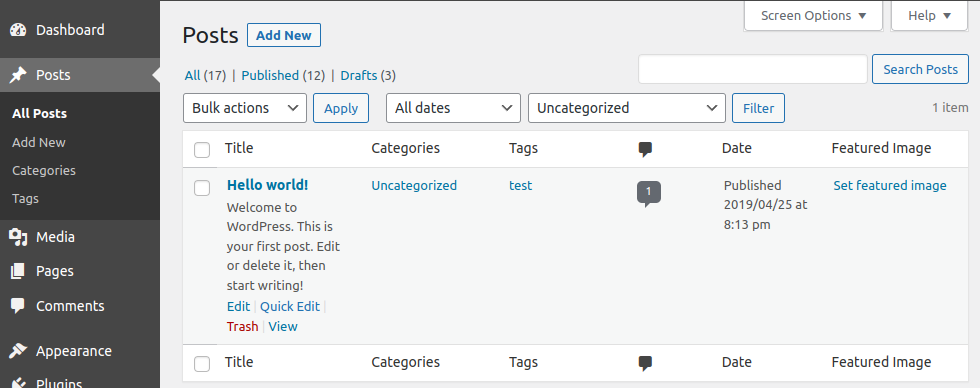 Dashboard
Posts
All Posts
Add New
Categories
Tags
Media
Pages
Comments
Appearance
Plugins
Screen Options Help
Posts Add New
All (17) | Published (12) | Drafts (3)
Search Posts
Bulk actions Apply All dates Uncategorized Filter 1 item
Title Categories Tags Date Featured Image
Hello world! Uncategorized test 1 Published Set featured image
Welcome to 2019/04/25 at
WordPress. This is 8:13 pm
your first post. Edit
or delete it, then
start writing!
Edit | Quick Edit |
Trash | View
Title Categories Tags Date Featured Image